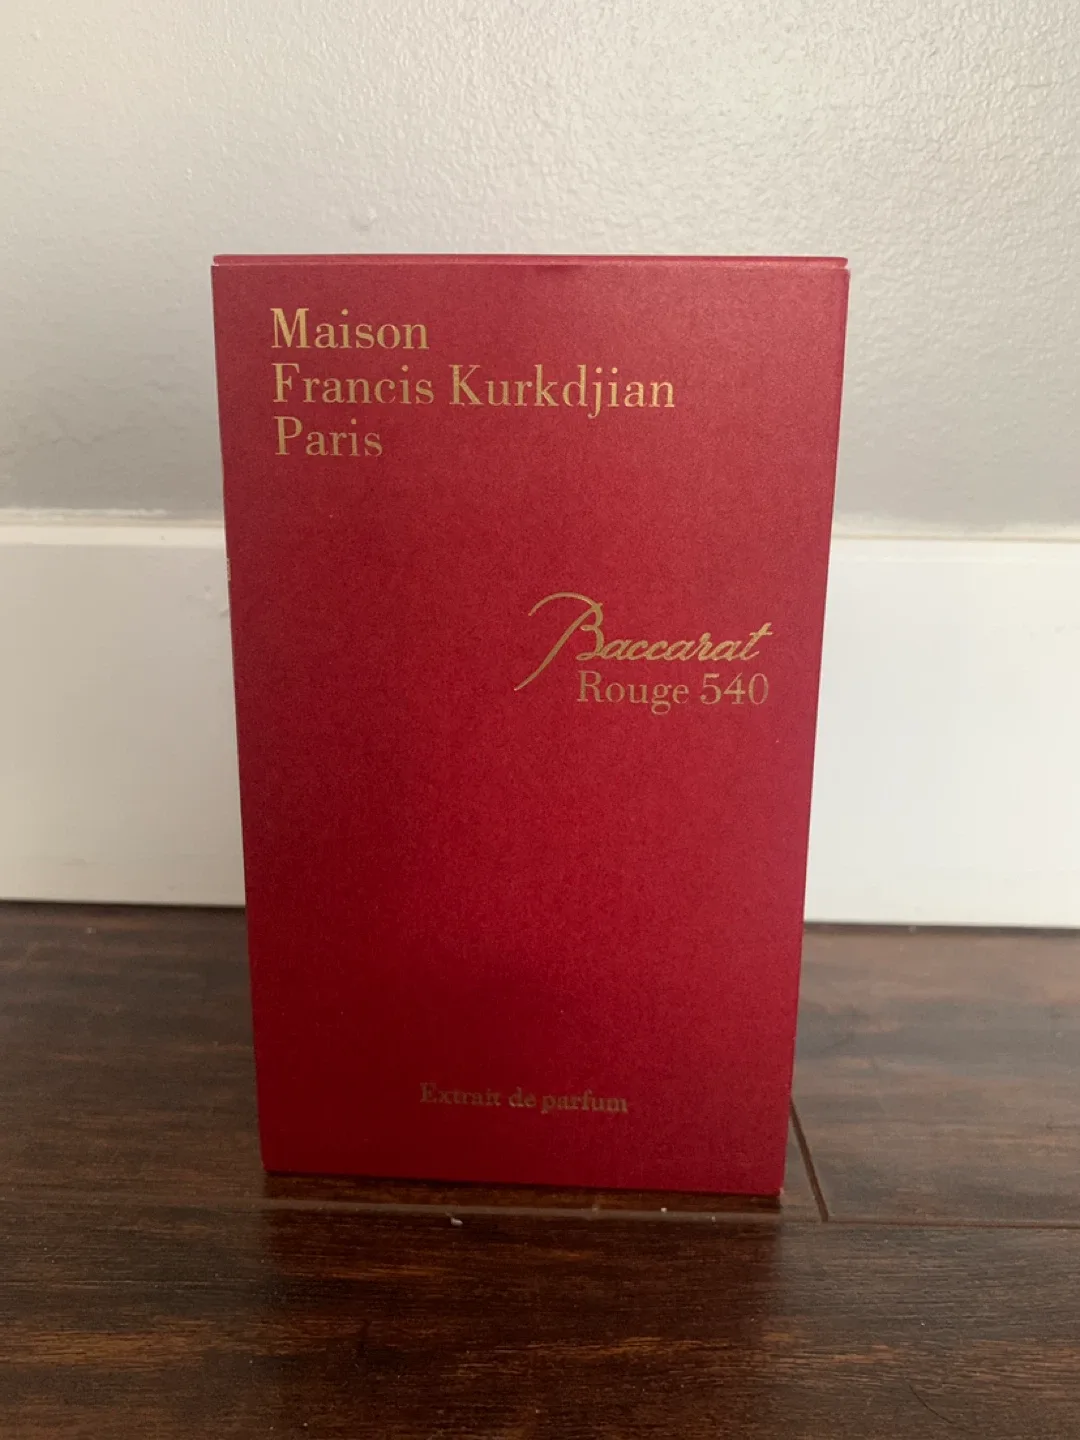 Maison
Francis Kurkdjian
Paris
Baccarat
Rouge 540
Extrait de parfum